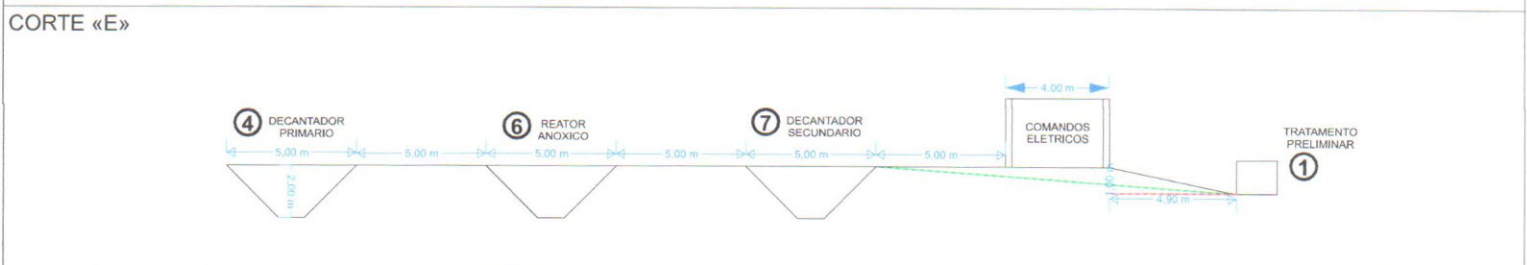 CORTE «E»
4,00 m
4 DECANTADOR
PRIMARIO
6 REATOR
ANOXICO
7 DECANTADOR
SECUNDARIO
COMANDOS
ELETRICOS
TRATAMENTO
PRELIMINAR
1
5,00 m
5,00 m
5,00 m
5,00 m
5,00 m
5,00 m
2,00 m
4,90 m